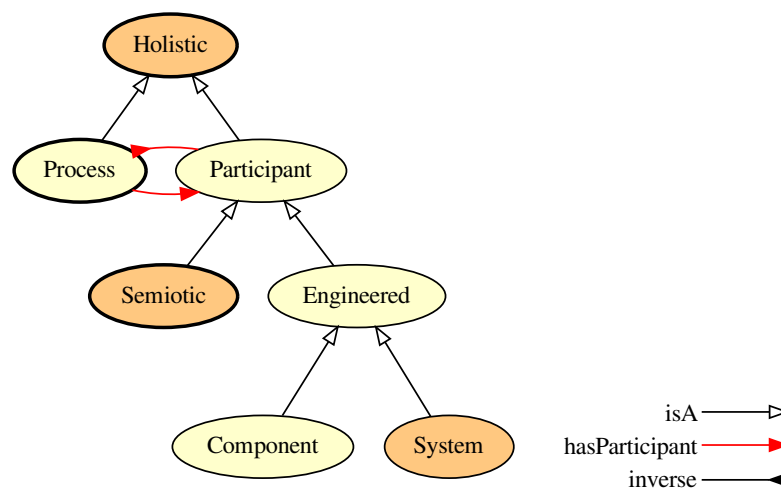 Holistic
Process
Participant
Semiotic
Engineered
Component
System
isA
hasParticipant
inverse